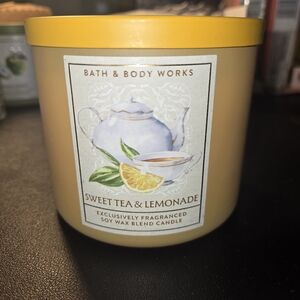 BATH & BODY WORKS
SWEET TEA & LEMONADE
EXCLUSIVELY FRAGRANCED
SOY WAX BLEND CANDLE